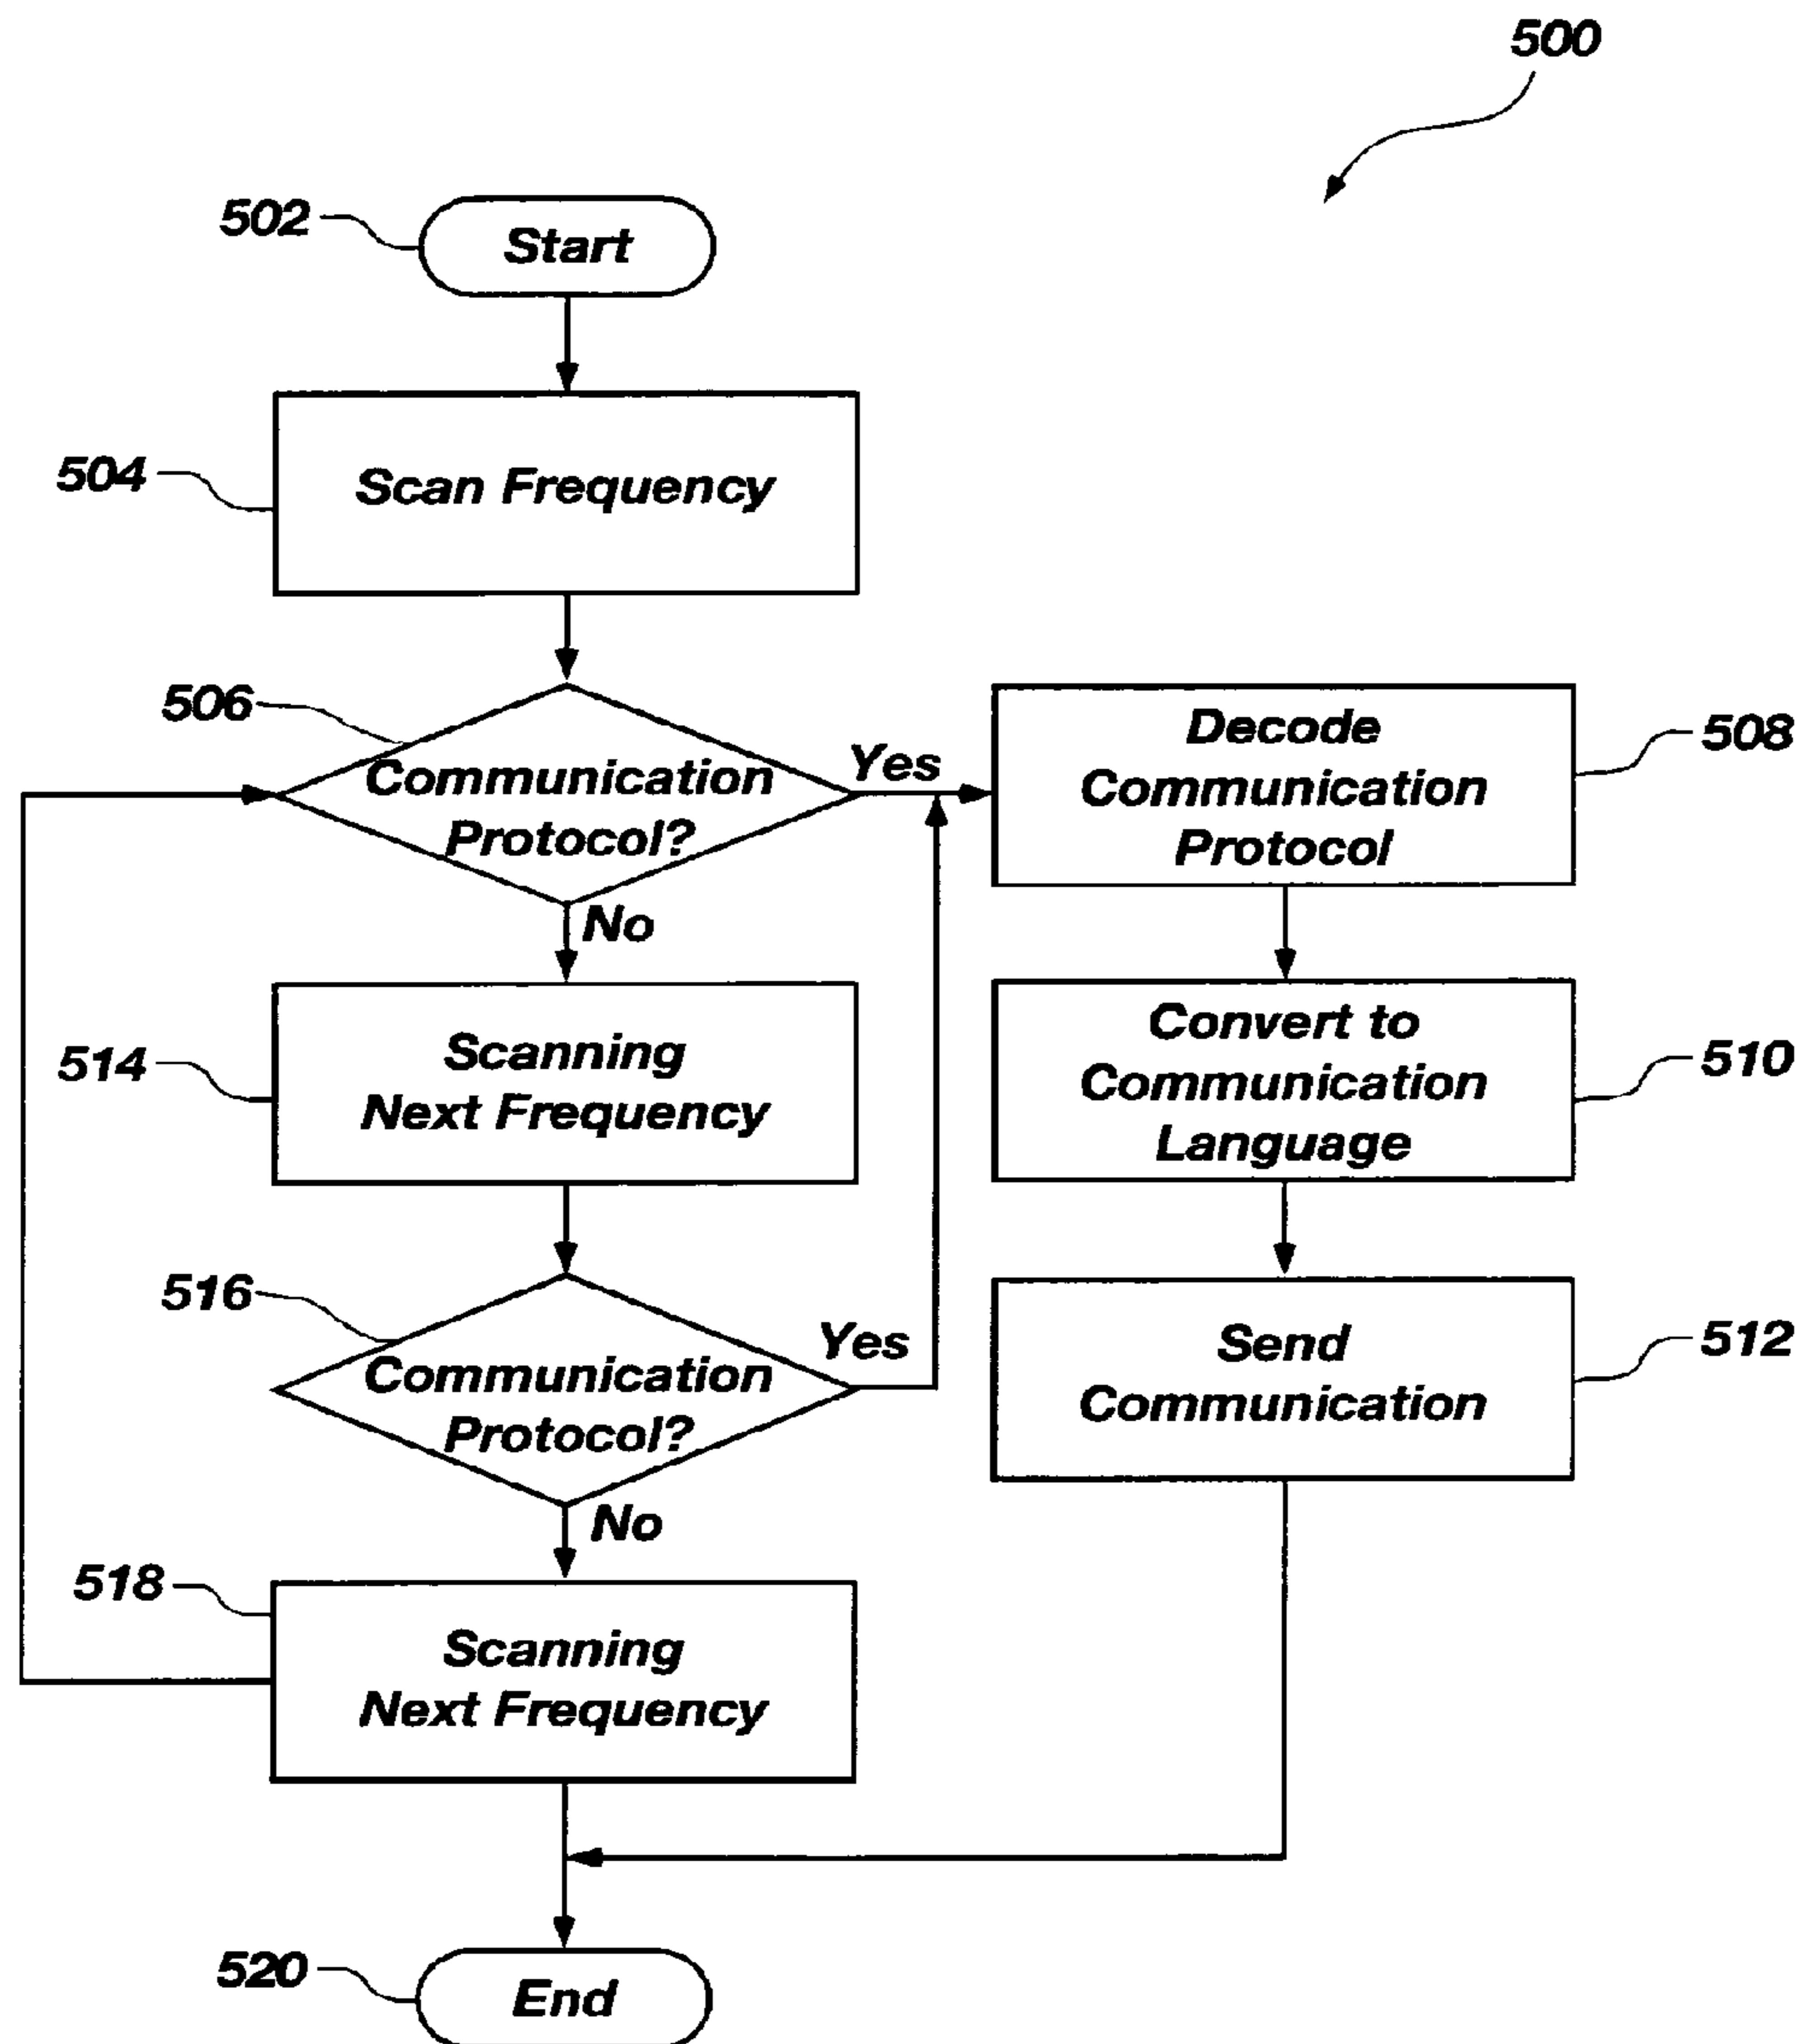 500
502
Start
504
Scan Frequency
506
Communication
Protocol?
Yes
No
Decode
Communication
Protocol
508
514
Scanning
Next Frequency
Convert to
Communication
Language
510
516
Communication
Protocol?
Yes
No
Send
Communication
512
518
Scanning
Next Frequency
520
End